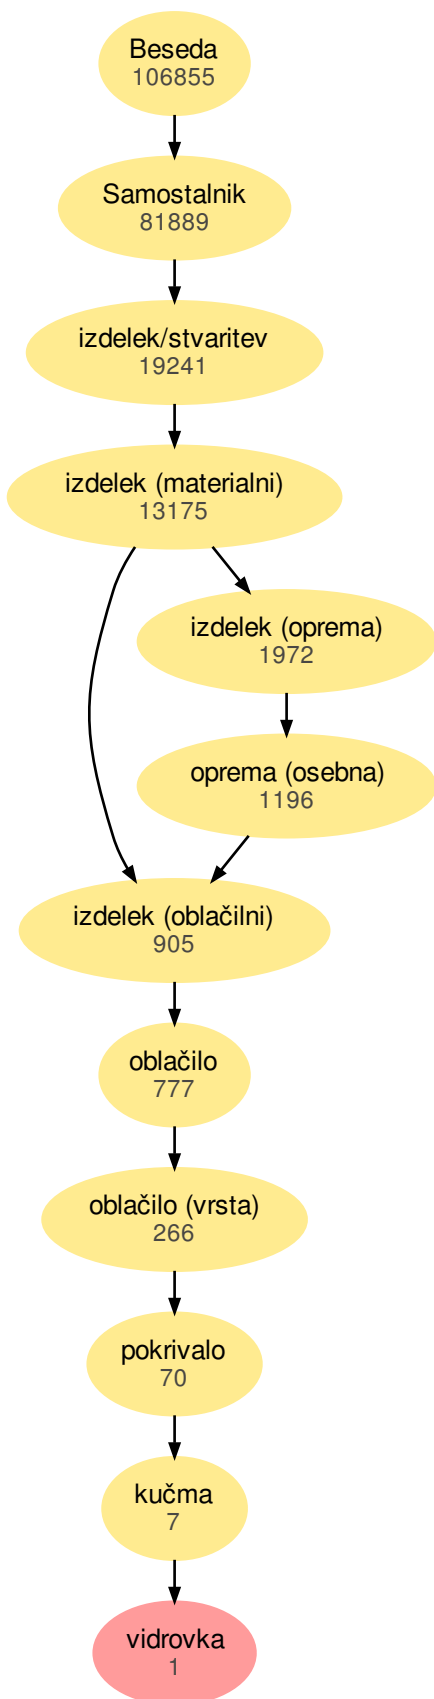 Beseda
106855
Samostalnik
81889
izdelek/stvaritev
19241
izdelek (materialni)
13175
izdelek (oprema)
1972
oprema (osebna)
1196
izdelek (oblačilni)
905
oblačilo
777
oblačilo (vrsta)
266
pokrivalo
70
kučma
7
vidrovka
1